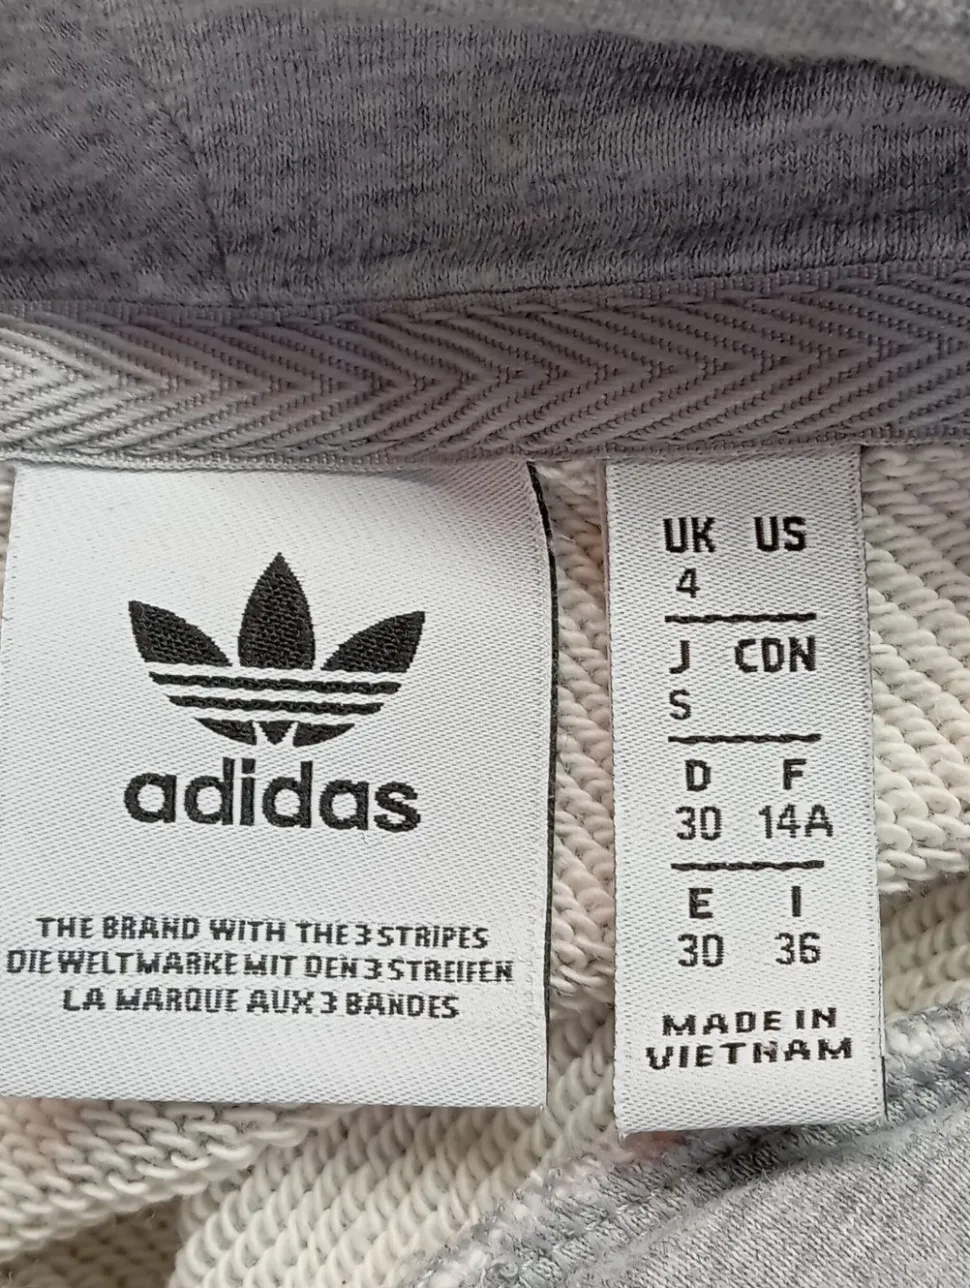 adidas
THE BRAND WITH THE 3 STRIPES
DIE WELTMARKE MIT DEN 3 STREIFEN
LA MARQUE AUX 3 BANDES
UK US
4
J CDN
S
D F
30 14A
E I
30 36
MADE IN
VIETNAM